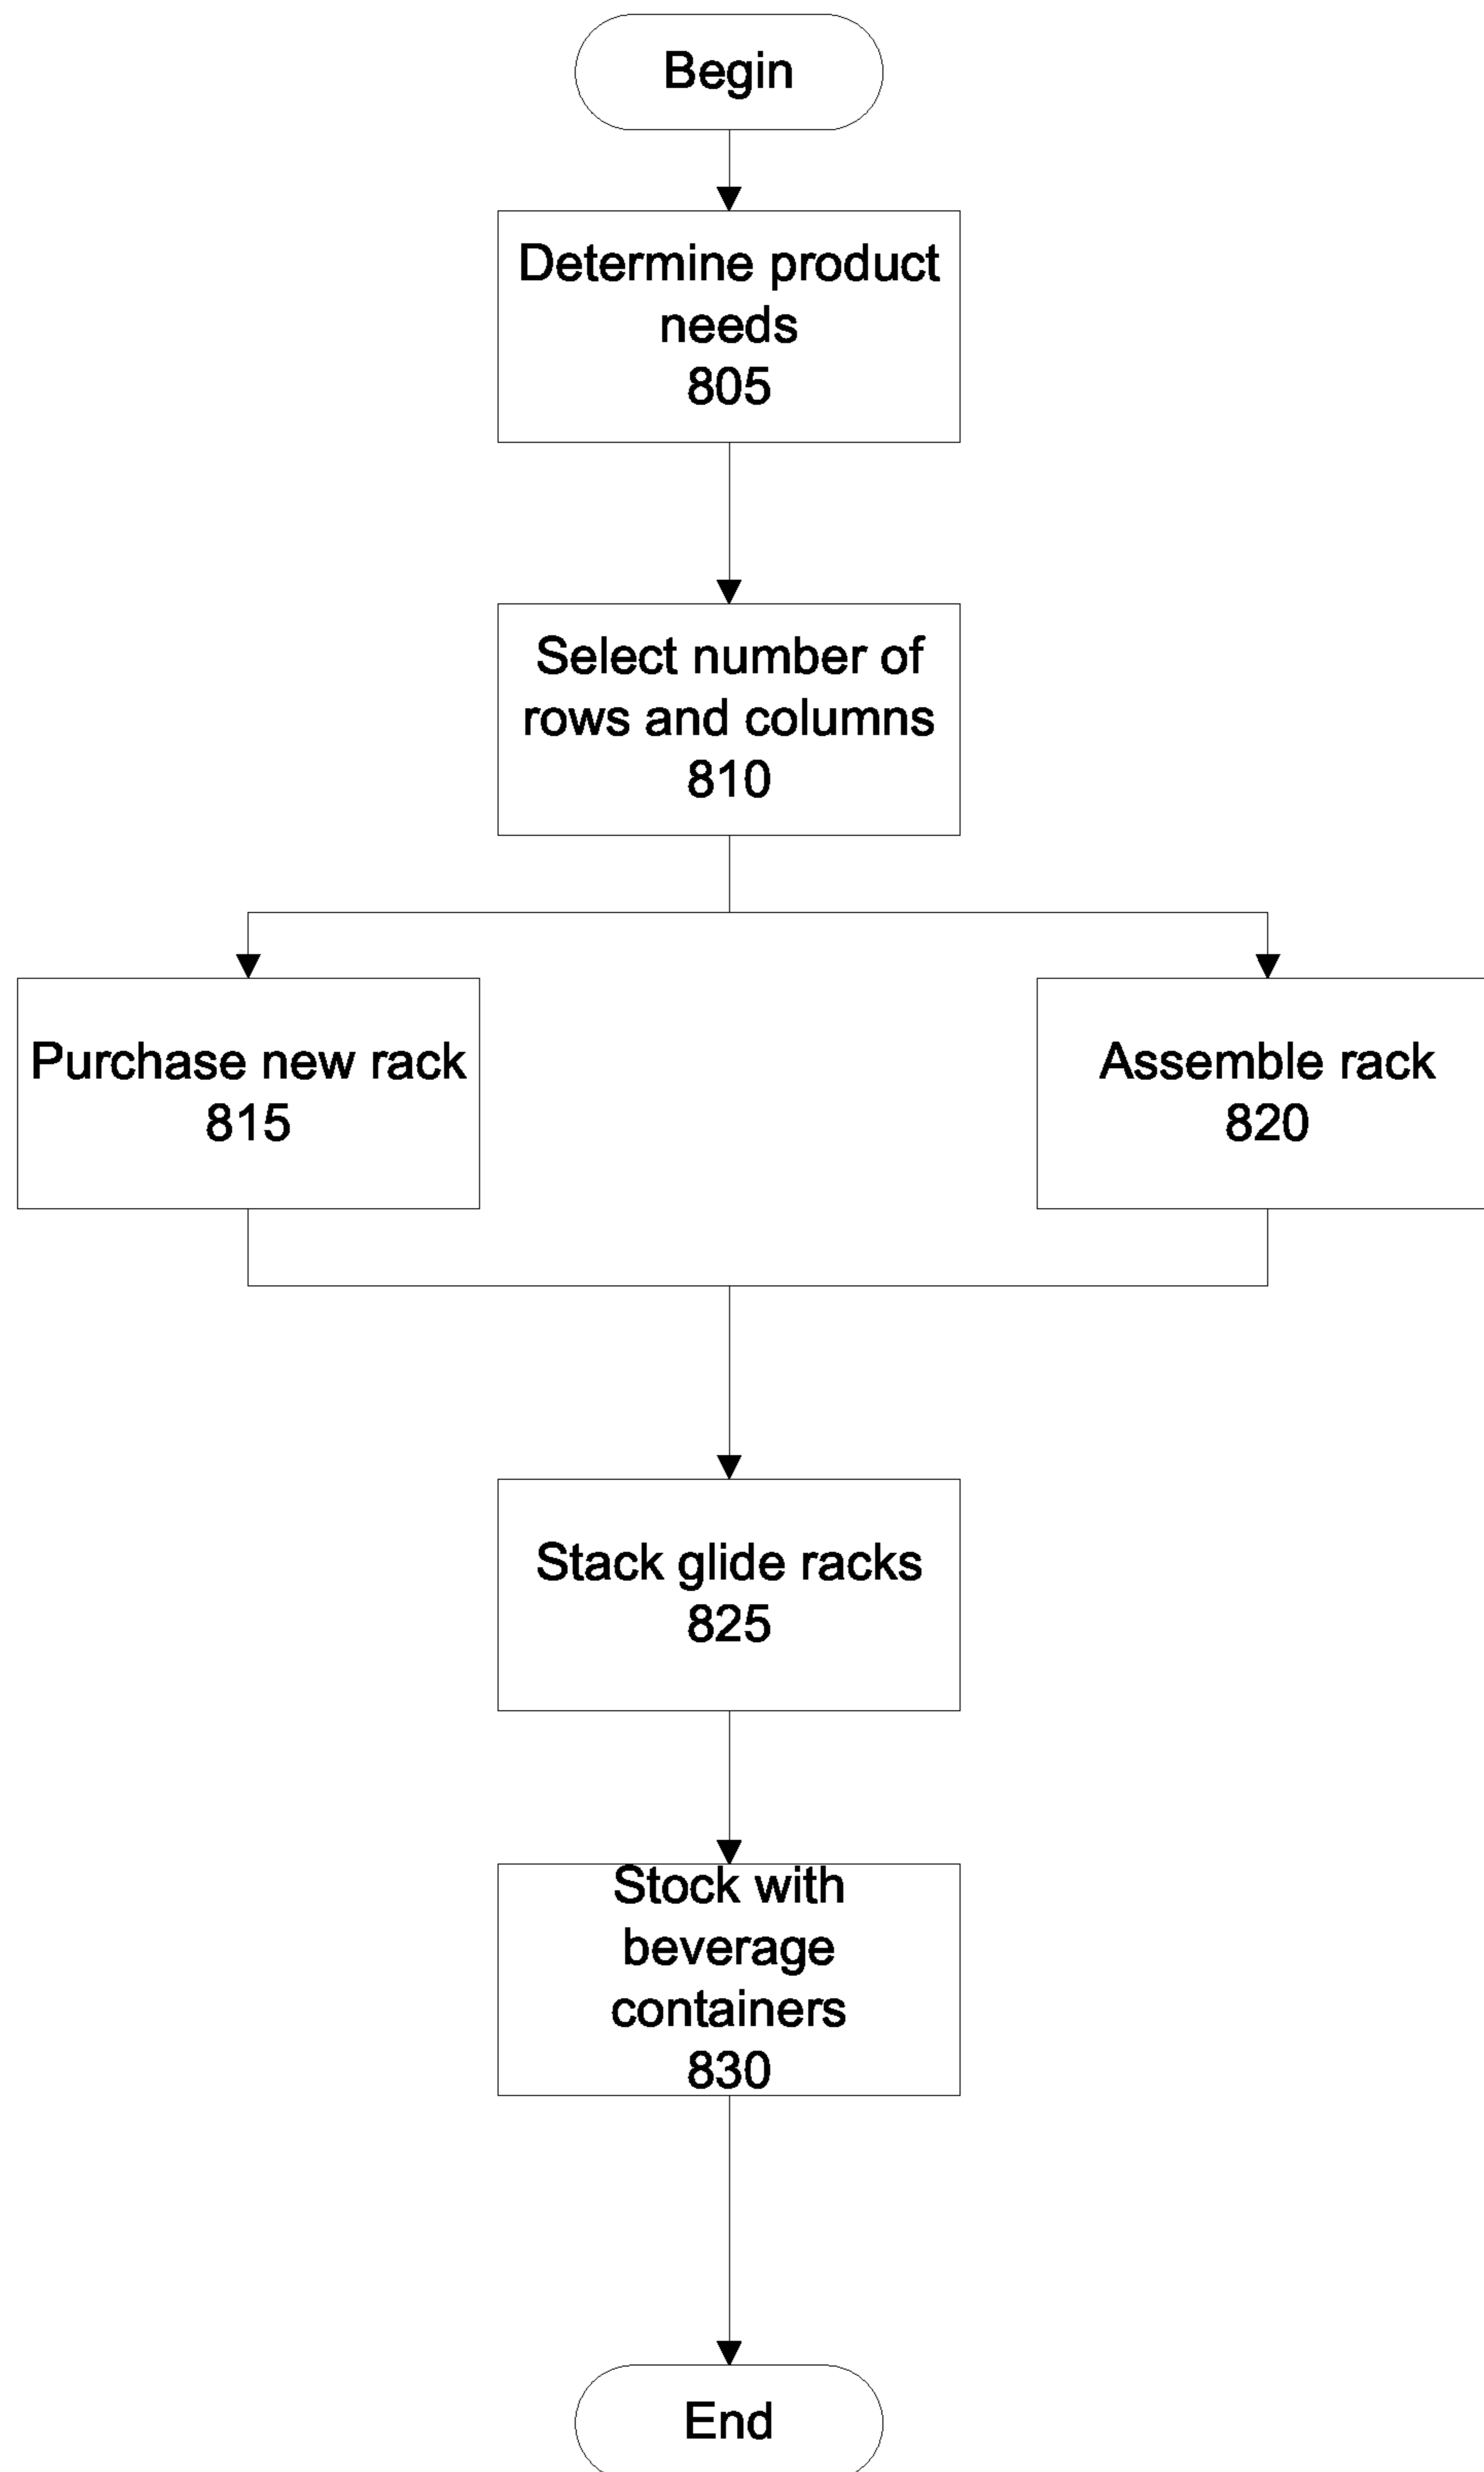 Begin
Determine product
needs
805
Select number of
rows and columns
810
Purchase new rack
815
Assemble rack
820
Stack glide racks
825
Stock with
beverage
containers
830
End